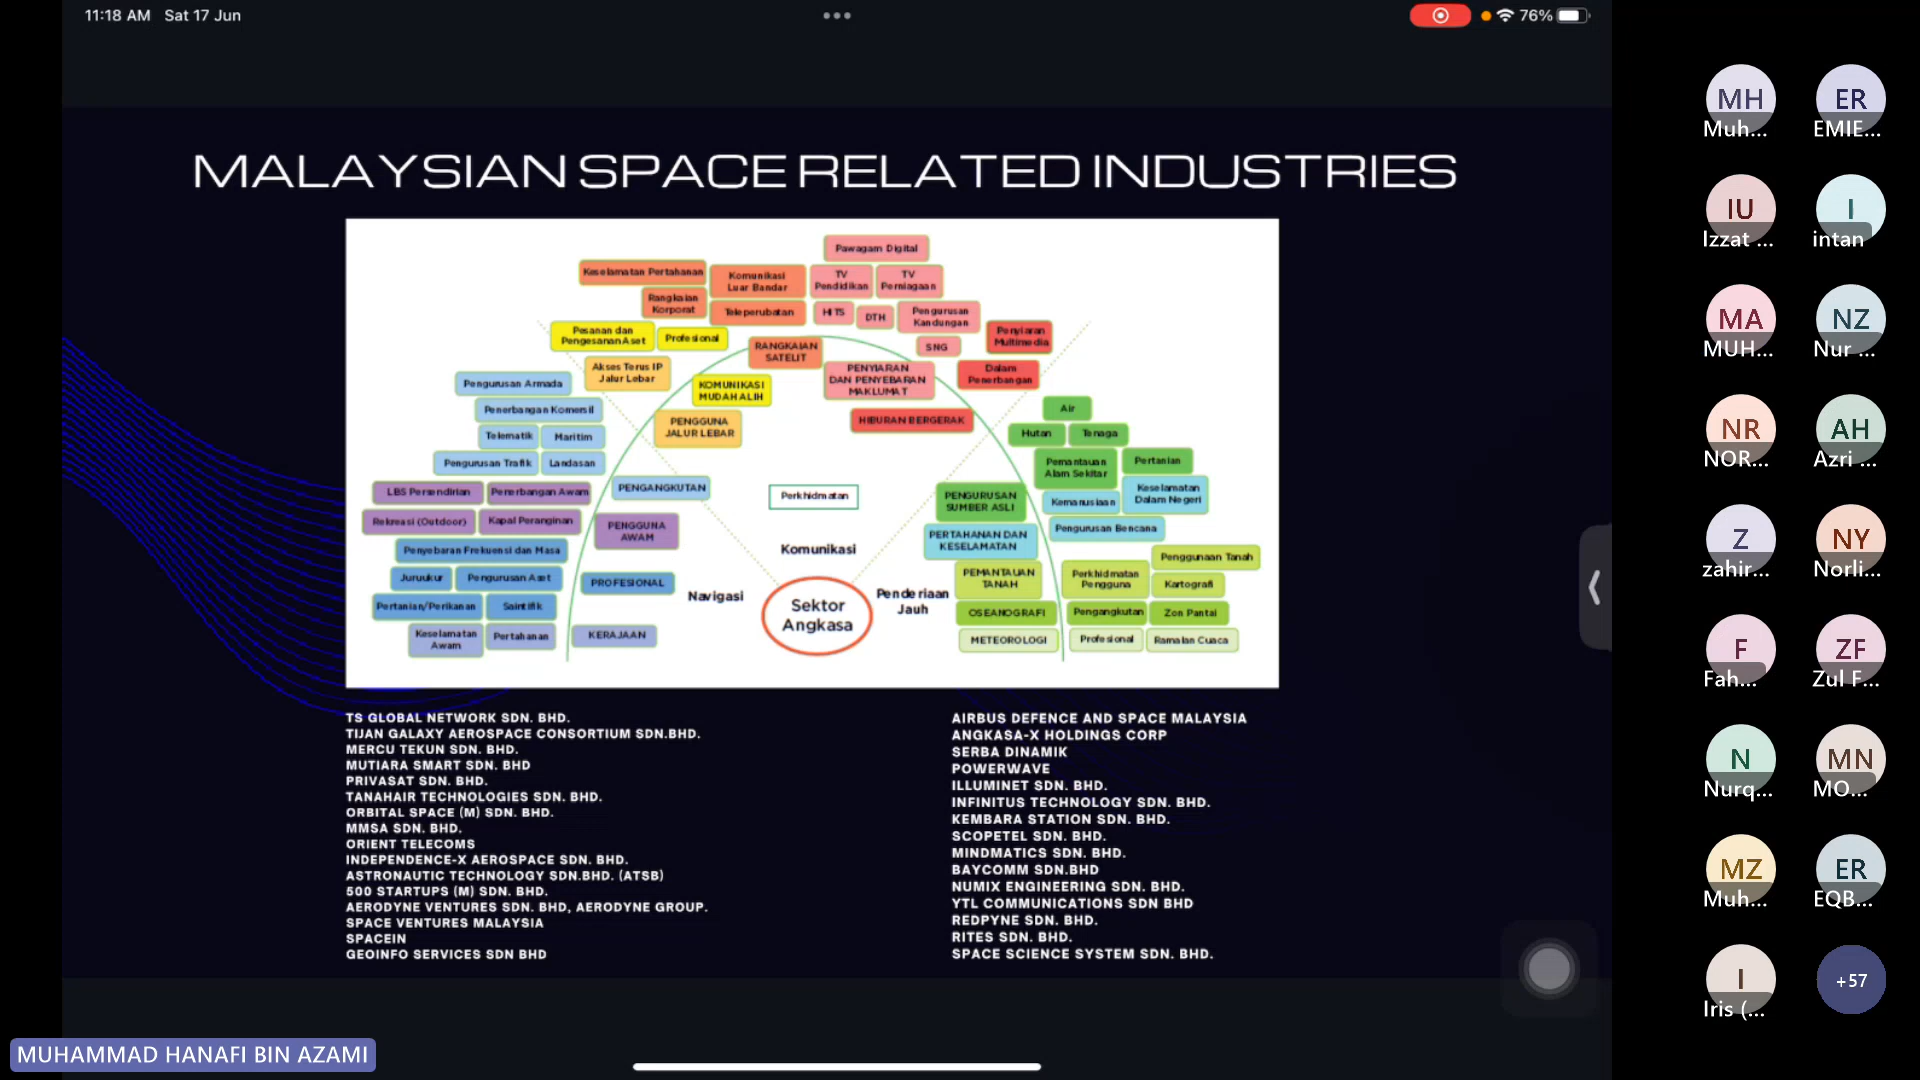 11:18 AM Sat 17 Jun
76%
MALAYSIAN SPACE RELATED INDUSTRIES
Pawagam Digital
Keselamatan Pertahanan
Komunikasi
Luar Bandar
TV
Pendidikan
TV
Perniagaan
Rangkaian
Korporat
Teleperubatan
HITS
DTH
Pengurusan
Kandungan
Pesanan dan
Pengesanan Aset
Profesional
SNG
Penyiaran
Multimedia
RANGKAIAN
SATELIT
Akses Terus IP
Jalur Lebar
PENYIARAN
DAN PENYEBARAN
MAKLUMAT
Dalam
Penerbangan
Pengurusan Armada
KOMUNIKASI
MUDAH ALIH
Penerbangan Komersil
PENGGUNA
JALUR LEBAR
HIBURAN BERGERAK
Air
Telematik
Maritim
Hutan
Tenaga
Pengurusan Trafik
Landasan
Pemantauan
Alam Sekitar
Pertanian
LBS Persendirian
Penerbangan Awam
PENGANGKUTAN
Perkhidmatan
PENGURUSAN
SUMBER ASLI
Kemanusiaan
Keselamatan
Dalam Negeri
Rekreasi (Outdoor)
Kapal Peranginan
PENGGUNA
AWAM
Pengurusan Bencana
Penyebaran Frekuensi dan Masa
Komunikasi
PERTAHANAN DAN
KESELAMATAN
Penggunaan Tanah
Juruukur
Pengurusan Aset
PROFESIONAL
Navigasi
Sektor
Angkasa
Penderiaan
Jauh
PEMANTAUAN
TANAH
Perkhidmatan
Pengguna
Kartografi
Pertanian/Perikanan
Saintifik
OSEANOGRAFI
Pengangkutan
Zon Pantai
Keselamatan
Awam
Pertahanan
KERAJAAN
METEOROLOGI
Profesional
Ramalan Cuaca
TS GLOBAL NETWORK SDN. BHD.
TIJAN GALAXY AEROSPACE CONSORTIUM SDN.BHD.
MERCU TEKUN SDN. BHD.
MUTIARA SMART SDN. BHD
PRIVASAT SDN. BHD.
TANAHAIR TECHNOLOGIES SDN. BHD.
ORBITAL SPACE (M) SDN. BHD.
MMSA SDN. BHD.
ORIENT TELECOMS
INDEPENDENCE-X AEROSPACE SDN. BHD.
ASTRONAUTIC TECHNOLOGY SDN.BHD. (ATSB)
500 STARTUPS (M) SDN. BHD.
AERODYNE VENTURES SDN. BHD, AERODYNE GROUP.
SPACE VENTURES MALAYSIA
SPACEIN
GEOINFO SERVICES SDN BHD
AIRBUS DEFENCE AND SPACE MALAYSIA
ANGKASA-X HOLDINGS CORP
SERBA DINAMIK
POWERWAVE
ILLUMINET SDN. BHD.
INFINITUS TECHNOLOGY SDN. BHD.
KEMBARA STATION SDN. BHD.
SCOPETEL SDN. BHD.
MINDMATICS SDN. BHD.
BAYCOMM SDN.BHD
NUMIX ENGINEERING SDN. BHD.
YTL COMMUNICATIONS SDN BHD
REDPYNE SDN. BHD.
RITES SDN. BHD.
SPACE SCIENCE SYSTEM SDN. BHD.
MUHAMMAD HANAFI BIN AZAMI
MH
Muh...
ER
EMIE...
IU
Izzat ...
I
intan
MA
MUH...
NZ
Nur ...
NR
NOR...
AH
Azri ...
Z
zahir...
NY
Norli...
F
Fah...
ZF
Zul F...
N
Nurq...
MN
MO...
MZ
Muh...
ER
EQB...
I
Iris (...
+57